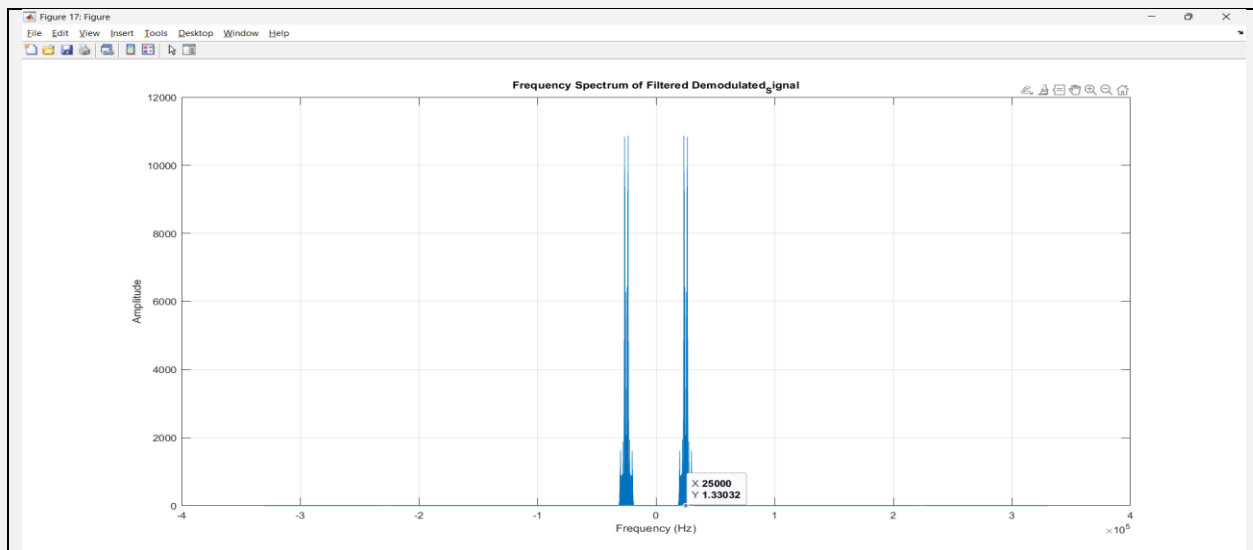 Figure 17: Figure
File Edit View Insert Tools Desktop Window Help
Frequency Spectrum of Filtered Demodulated_signal
12000
10000
8000
6000
4000
2000
0
Amplitude
X 25000
Y 1.33032
-4 -3 -2 -1 0 1 2 3 4
Frequency (Hz)
×10^5